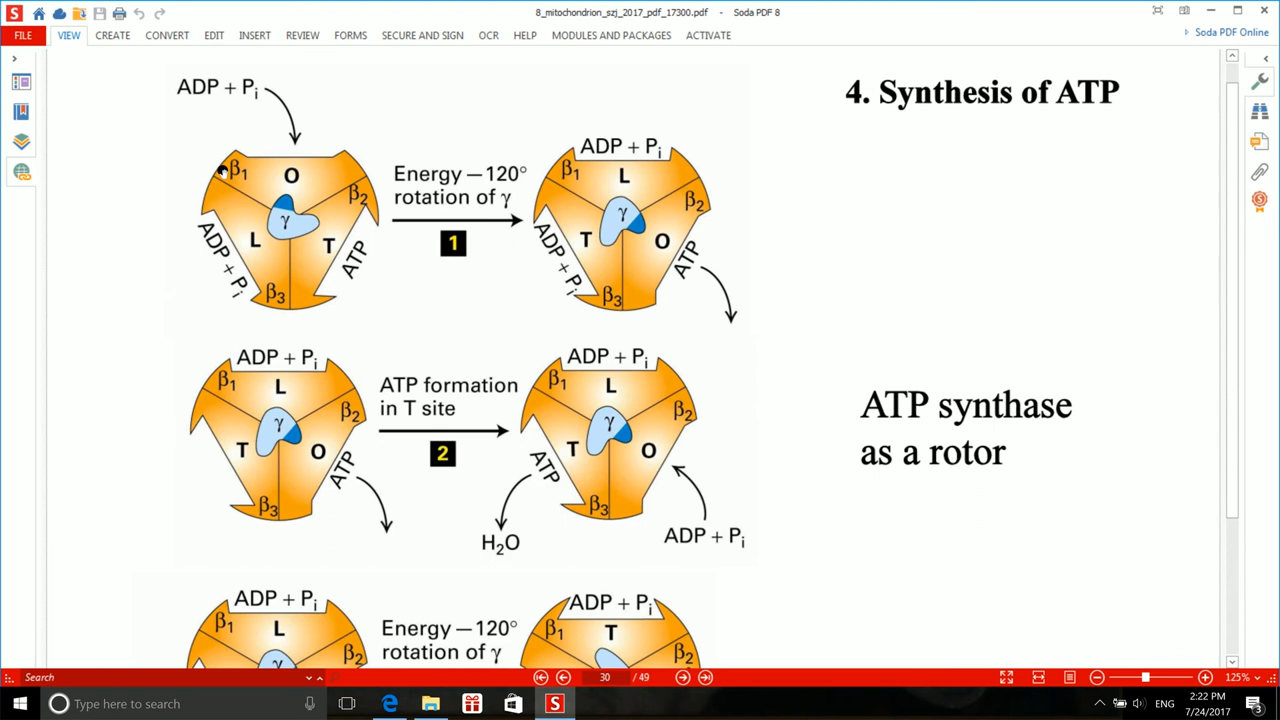 8_mitochondrion_szj_2017_pdf_17300.pdf - Soda PDF 8
FILE VIEW CREATE CONVERT EDIT INSERT REVIEW FORMS SECURE AND SIGN OCR HELP MODULES AND PACKAGES ACTIVATE
Soda PDF Online
4. Synthesis of ATP
ADP + Pi
β1
O
β2
γ
L
T
ADP + Pi
ATP
β3
Energy — 120°
rotation of γ
1
ADP + Pi
β1
L
β2
γ
T
O
ADP + Pi
ATP
β3
ADP + Pi
β1
L
β2
γ
T
O
ATP
β3
ATP formation
in T site
2
ADP + Pi
β1
L
β2
γ
T
O
ATP
β3
H2O
ADP + Pi
ATP synthase
as a rotor
ADP + Pi
β1
L
β2
γ
Energy — 120°
rotation of γ
ADP + Pi
β1
T
β2
Search
30 / 49
125%
Type here to search
ENG
2:22 PM
7/24/2017
3